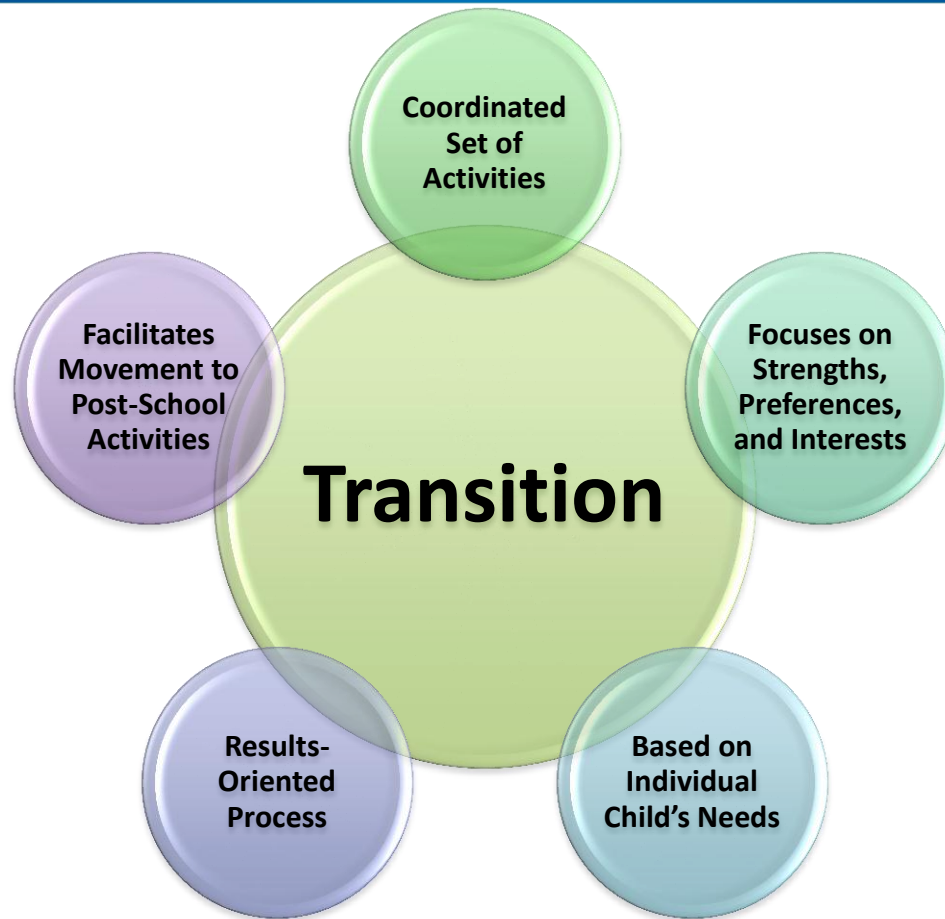 Coordinated
Set of
Activities
Facilitates
Movement to
Post-School
Activities
Focuses on
Strengths,
Preferences,
and Interests
Transition
Results-
Oriented
Process
Based on
Individual
Child’s Needs